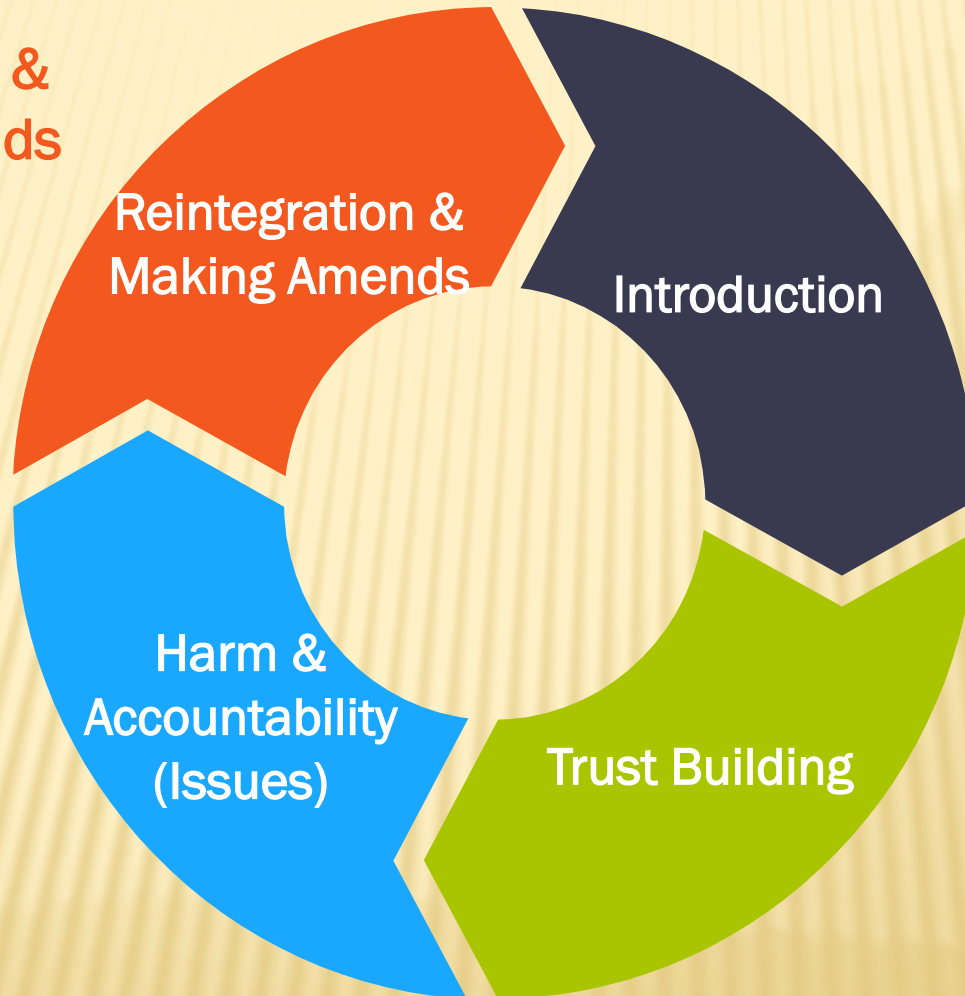 &
ds
Reintegration &
Making Amends
Introduction
Harm &
Accountability
(Issues)
Trust Building